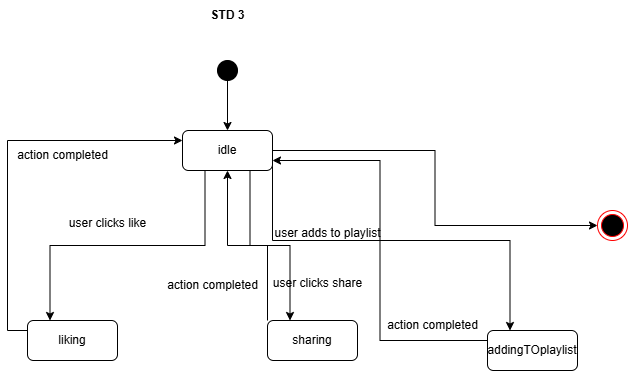 STD 3
idle
action completed
user clicks like
user adds to playlist
action completed
user clicks share
action completed
liking
sharing
addingTOplaylist